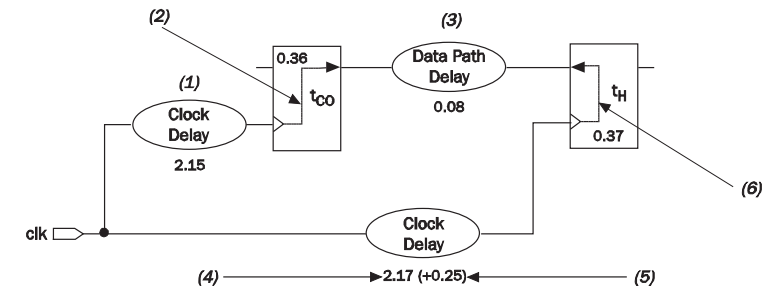 (2)
(3)
0.36
Data Path
Delay
(1)
tCO
tH
Clock
Delay
0.08
0.37
2.15
(6)
clk
Clock
Delay
(4)
2.17 (+0.25)
(5)